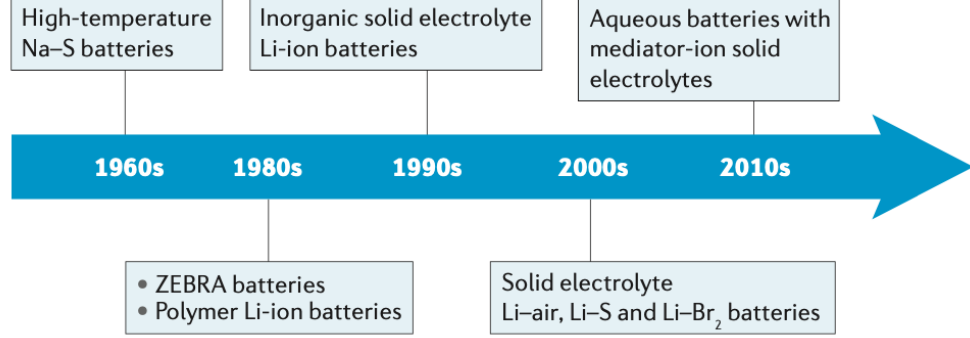 High-temperature
Na–S batteries
Inorganic solid electrolyte
Li-ion batteries
Aqueous batteries with
mediator-ion solid
electrolytes
1960s
1980s
1990s
2000s
2010s
• ZEBRA batteries
• Polymer Li-ion batteries
Solid electrolyte
Li–air, Li–S and Li–Br₂ batteries